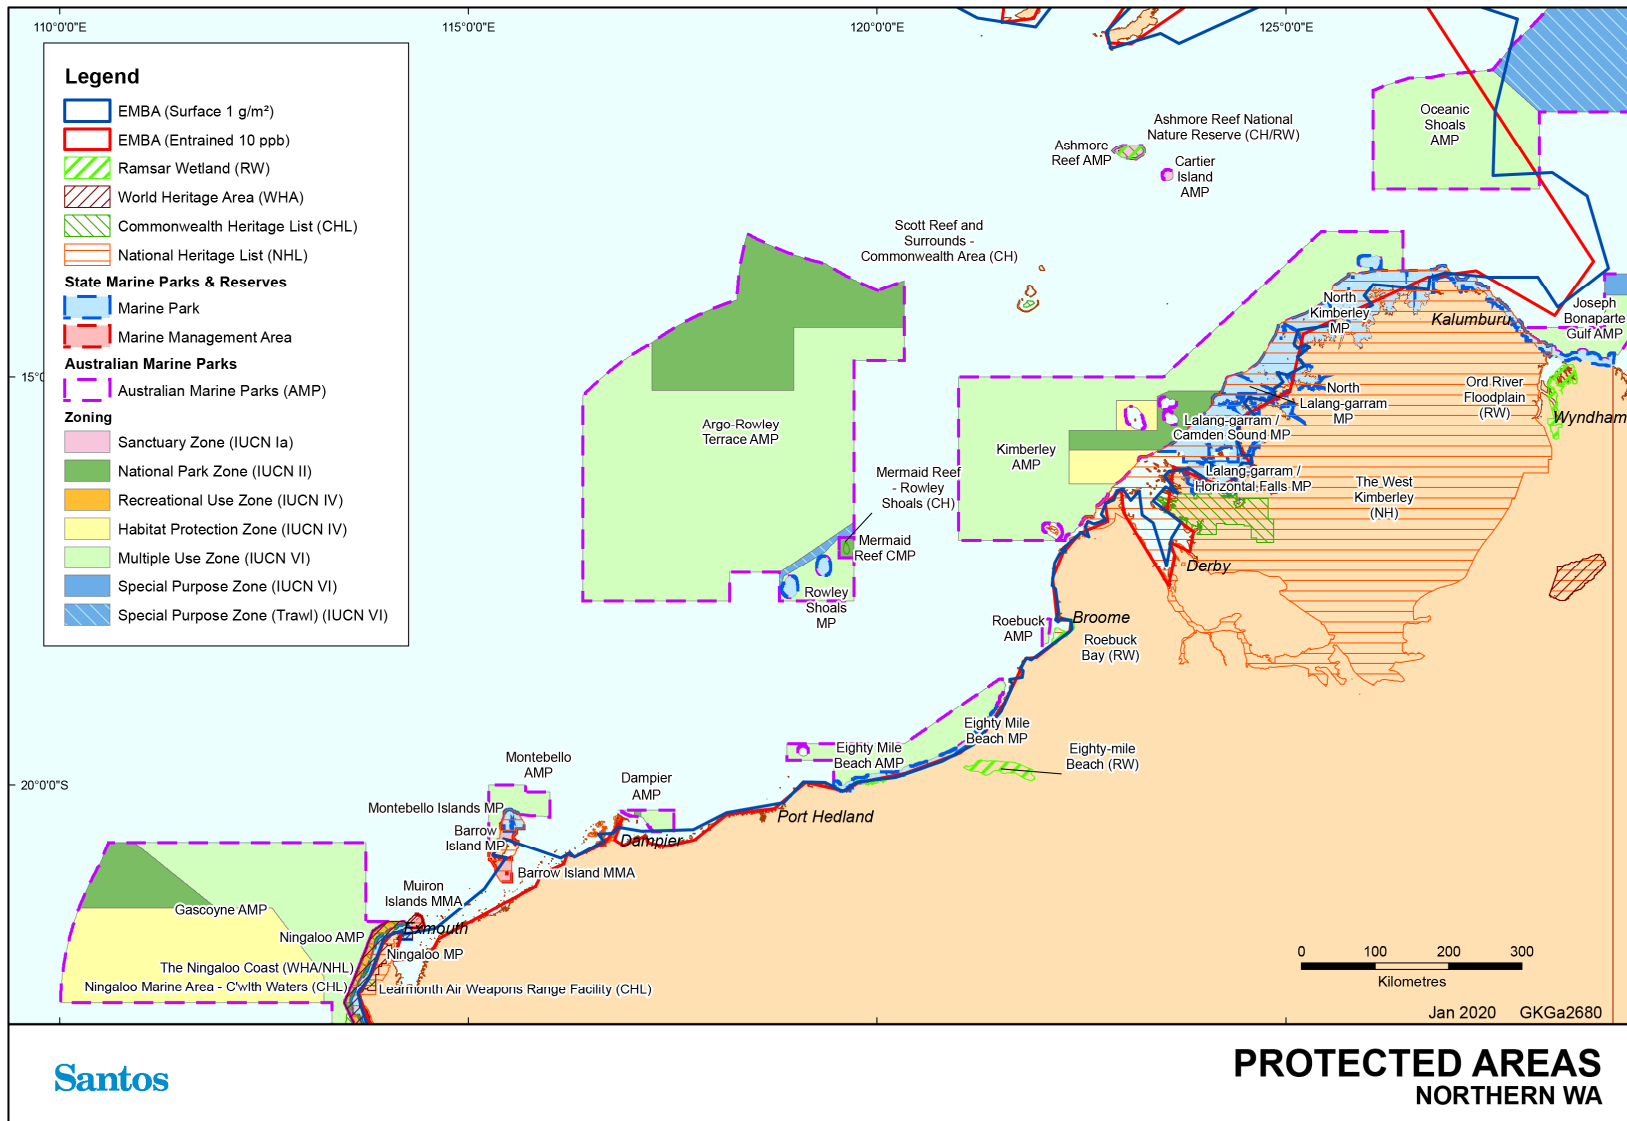 110°0'0"E
115°0'0"E
120°0'0"E
125°0'0"E
Legend
EMBA (Surface 1 g/m²)
EMBA (Entrained 10 ppb)
Ramsar Wetland (RW)
World Heritage Area (WHA)
Commonwealth Heritage List (CHL)
National Heritage List (NHL)
State Marine Parks & Reserves
Marine Park
Marine Management Area
Australian Marine Parks
Australian Marine Parks (AMP)
Zoning
Sanctuary Zone (IUCN Ia)
National Park Zone (IUCN II)
Recreational Use Zone (IUCN IV)
Habitat Protection Zone (IUCN IV)
Multiple Use Zone (IUCN VI)
Special Purpose Zone (IUCN VI)
Special Purpose Zone (Trawl) (IUCN VI)
Oceanic
Shoals
AMP
Ashmore Reef National
Nature Reserve (CH/RW)
Ashmore
Reef AMP
Cartier
Island
AMP
Scott Reef and
Surrounds -
Commonwealth Area (CH)
North
Kimberley
MP
Kalumburu
Joseph
Bonaparte
Gulf AMP
15°0
Ord River
Floodplain
(RW)
Wyndham
North
Lalang-garram
MP
Lalang-garram /
Camden Sound MP
Argo-Rowley
Terrace AMP
Kimberley
AMP
Lalang-garram /
Horizontal Falls MP
The West
Kimberley
(NH)
Mermaid Reef
- Rowley
Shoals (CH)
Mermaid
Reef CMP
Derby
Rowley
Shoals
MP
Broome
Roebuck
AMP
Roebuck
Bay (RW)
Eighty Mile
Beach MP
Eighty Mile
Beach AMP
Eighty-mile
Beach (RW)
20°0'0"S
Montebello
AMP
Dampier
AMP
Montebello Islands MP
Port Hedland
Barrow
Island MP
Dampier
Barrow Island MMA
Muiron
Islands MMA
Gascoyne AMP
Exmouth
Ningaloo AMP
Ningaloo MP
The Ningaloo Coast (WHA/NHL)
Ningaloo Marine Area - C'wlth Waters (CHL)
Learmonth Air Weapons Range Facility (CHL)
0 100 200 300
Kilometres
Jan 2020 GKGa2680
Santos
PROTECTED AREAS
NORTHERN WA